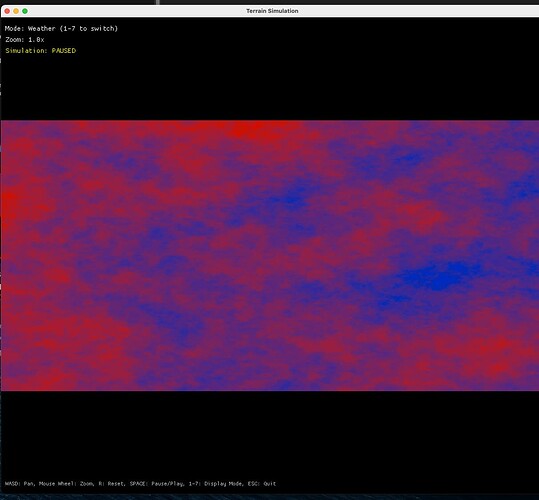 Terrain Simulation
Mode: Weather (1-7 to switch)
Zoom: 1.0x
Simulation: PAUSED
WASD: Pan, Mouse Wheel: Zoom, R: Reset, SPACE: Pause/Play, 1-7: Display Mode, ESC: Quit